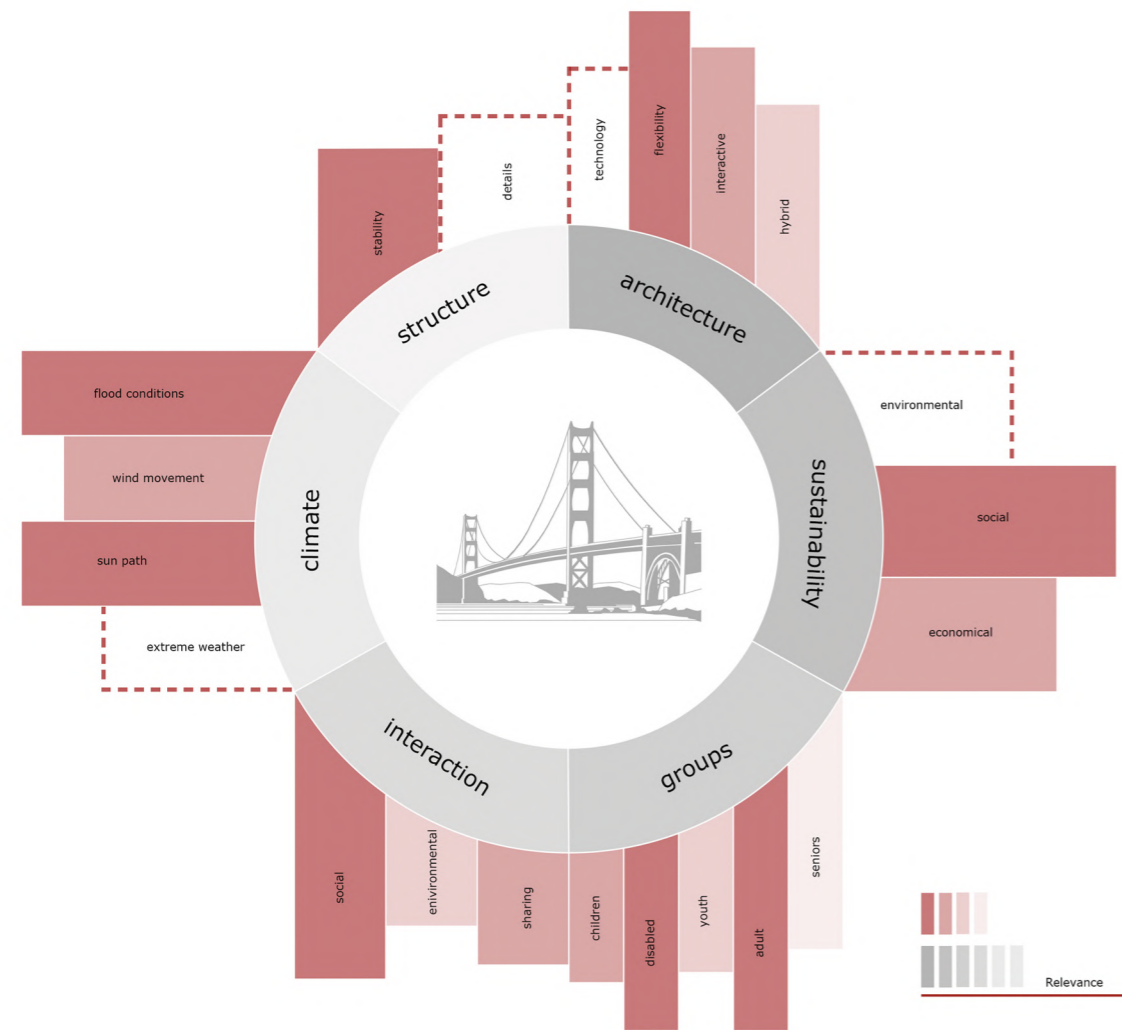 flexibility
interactive
technology
hybrid
details
stability
architecture
structure
flood conditions
environmental
wind movement
sustainability
social
climate
sun path
economical
extreme weather
interaction
groups
social
enivironmental
sharing
children
disabled
youth
adult
seniors
Relevance